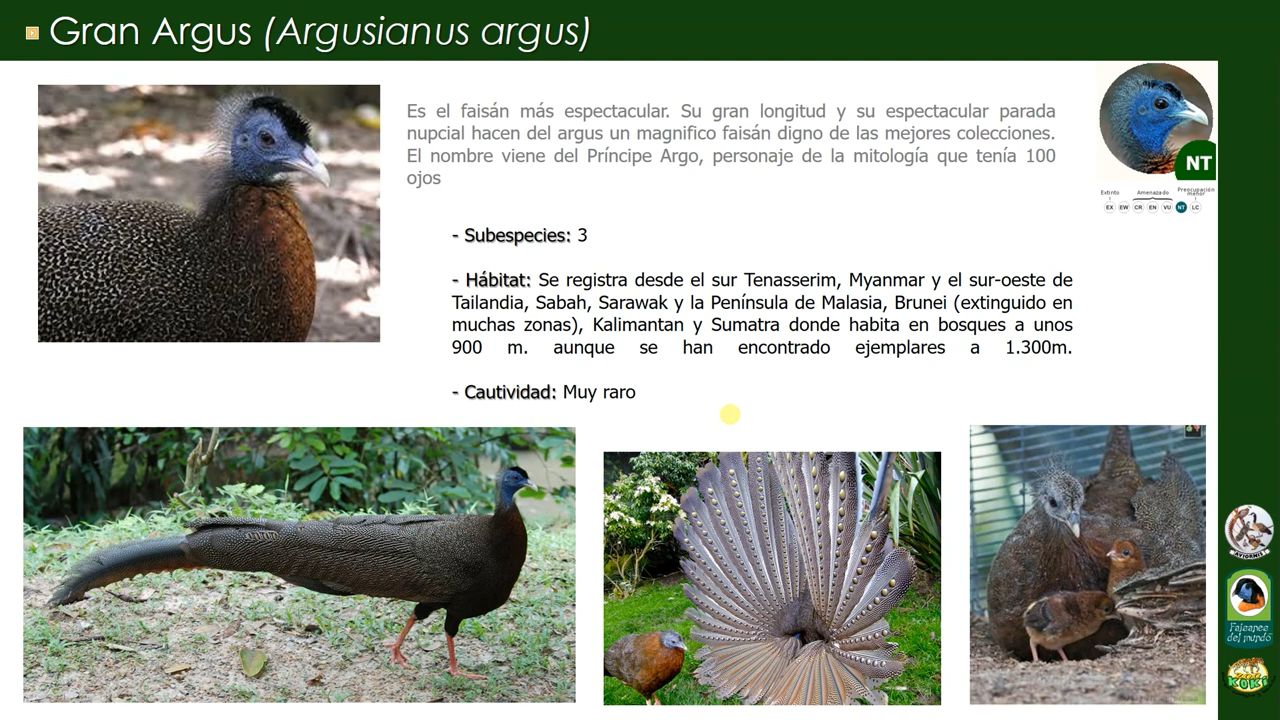 Gran Argus (Argusianus argus)
Es el faisán más espectacular. Su gran longitud y su espectacular parada
nupcial hacen del argus un magnifico faisán digno de las mejores colecciones.
El nombre viene del Príncipe Argo, personaje de la mitología que tenía 100
ojos
NT
Extinto Amenazado Preocupación
menor
EX EW CR EN VU NT LC
- Subespecies: 3
- Hábitat: Se registra desde el sur Tenasserim, Myanmar y el sur-oeste de
Tailandia, Sabah, Sarawak y la Península de Malasia, Brunei (extinguido en
muchas zonas), Kalimantan y Sumatra donde habita en bosques a unos
900 m. aunque se han encontrado ejemplares a 1.300m.
- Cautividad: Muy raro
AVIORNIS
Faisanes
del mundo
KOKI